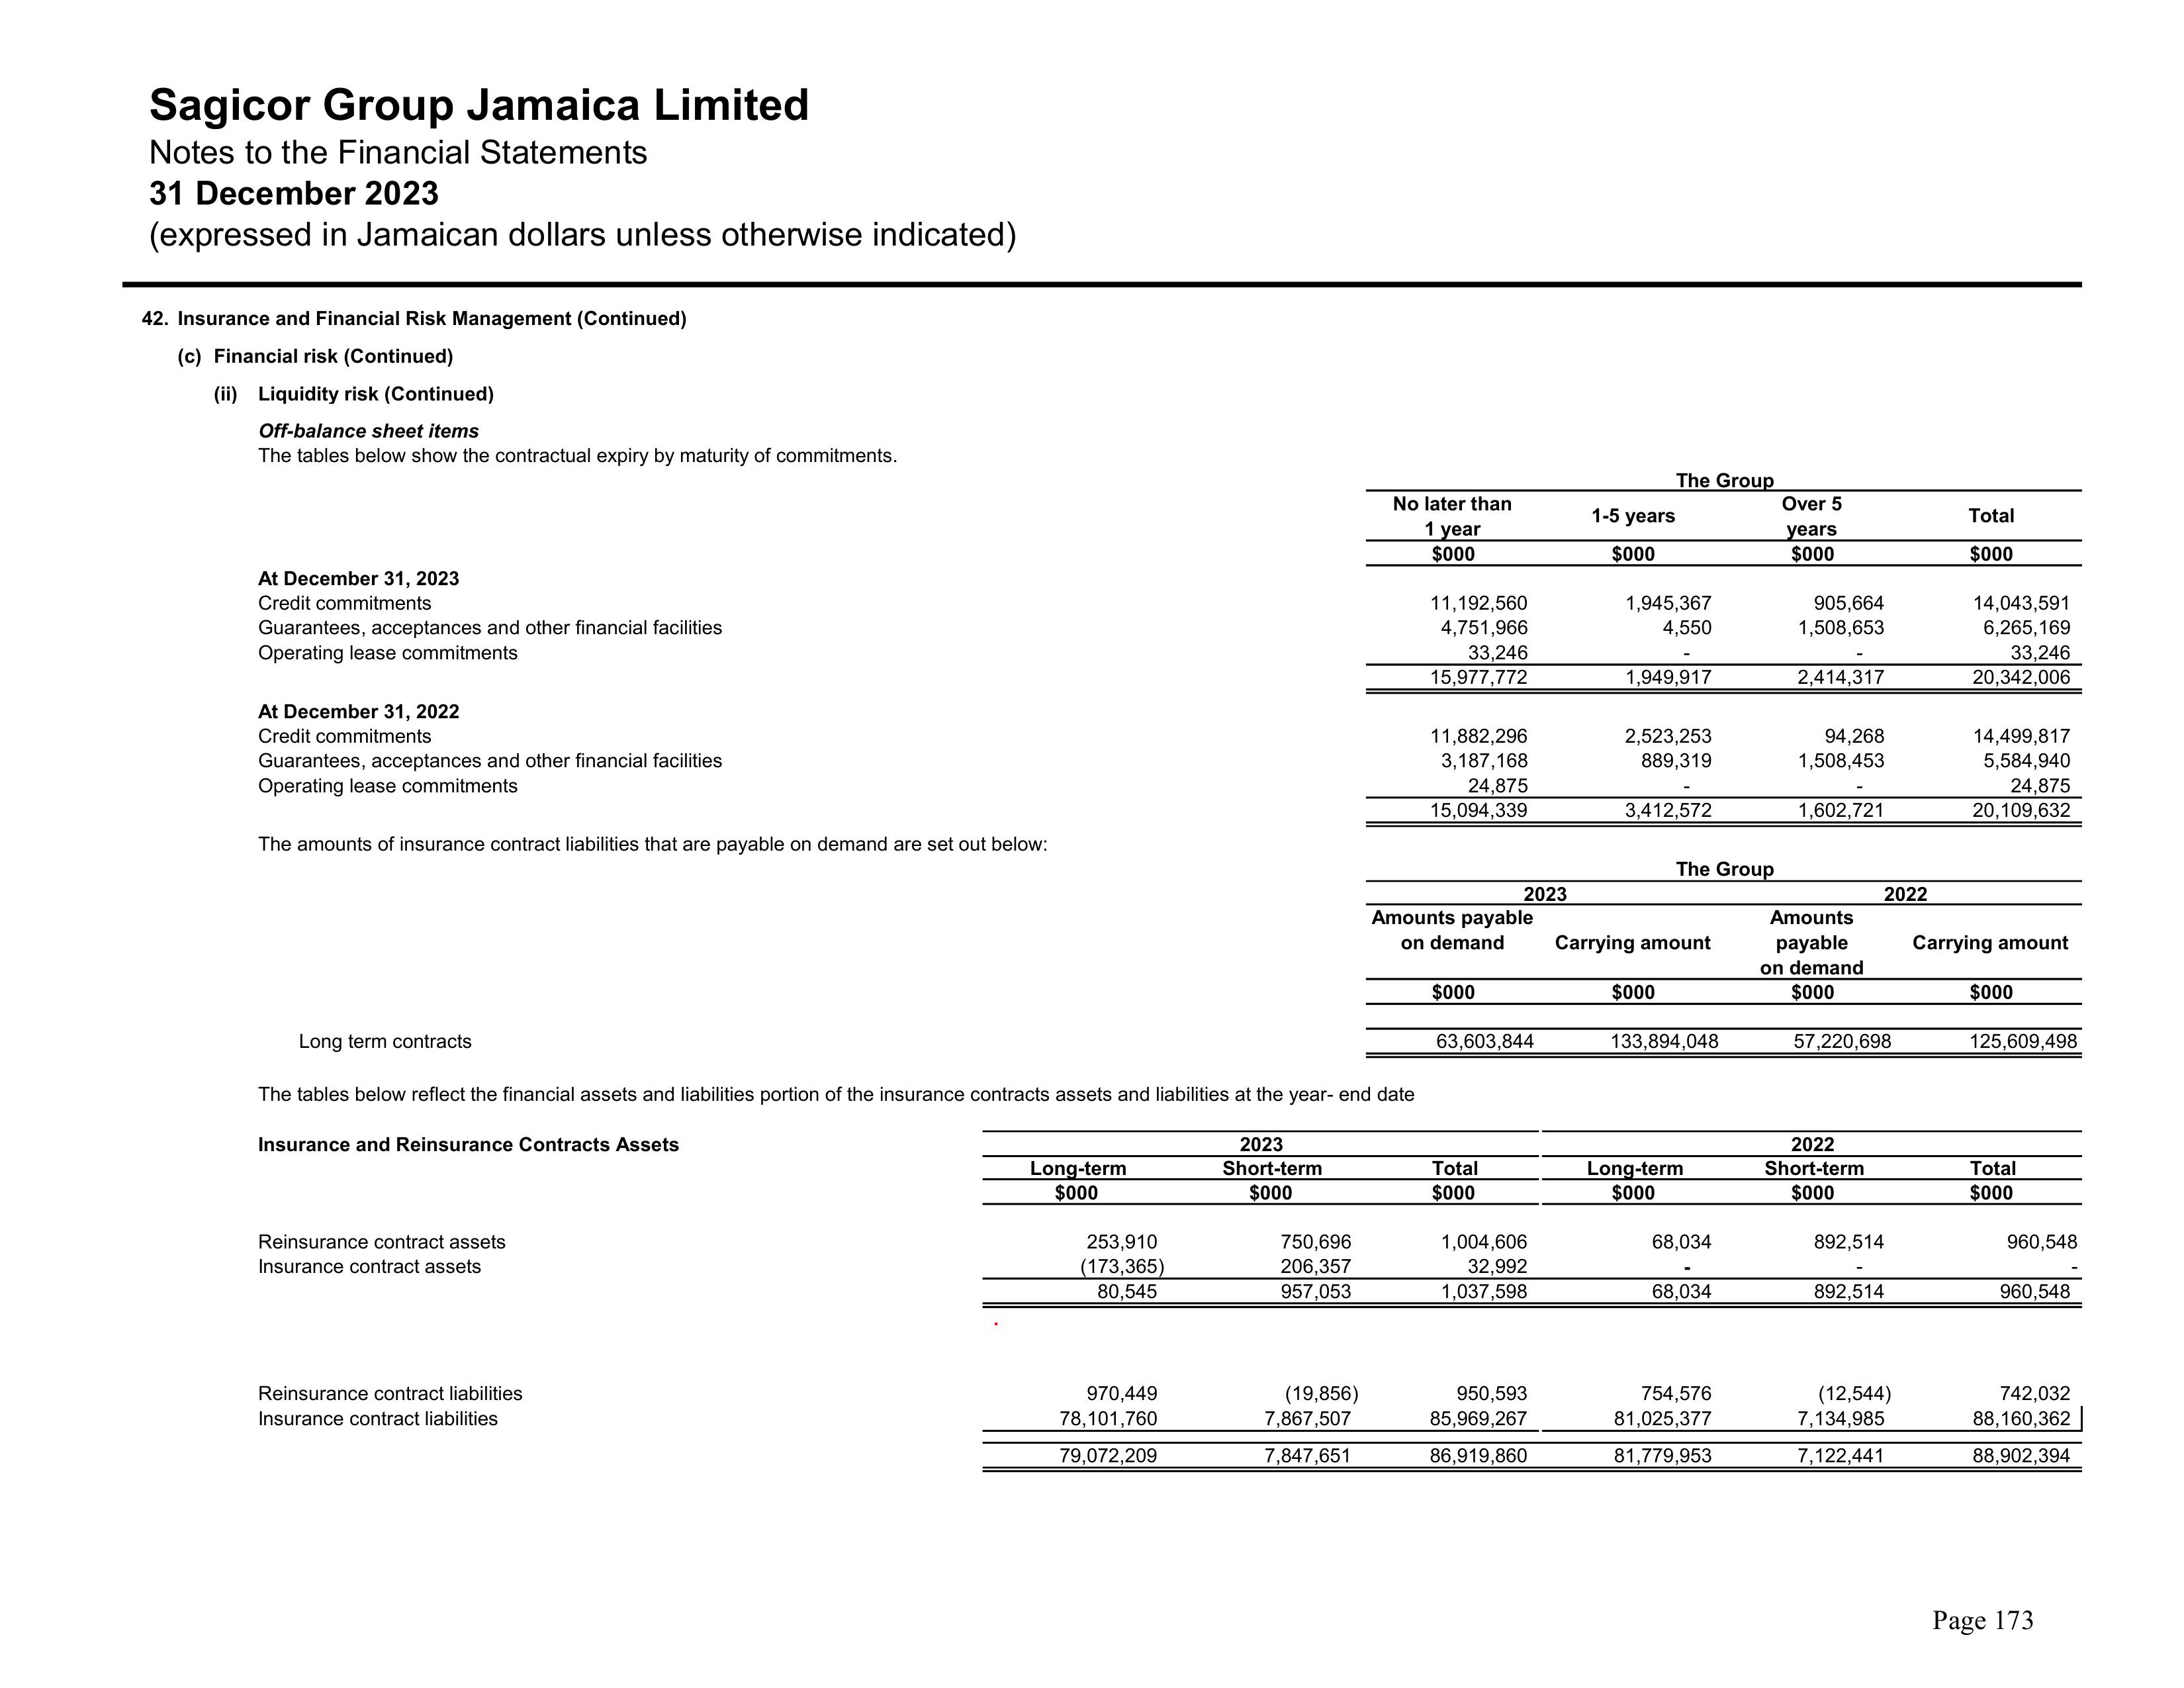 Sagicor Group Jamaica Limited
Notes to the Financial Statements
31 December 2023
(expressed in Jamaican dollars unless otherwise indicated)
42. Insurance and Financial Risk Management (Continued)
(c) Financial risk (Continued)
(ii) Liquidity risk (Continued)
Off-balance sheet items
The tables below show the contractual expiry by maturity of commitments.
The Group
No later than 1 year 1-5 years Over 5 years Total
$000 $000 $000 $000
At December 31, 2023
Credit commitments 11,192,560 1,945,367 905,664 14,043,591
Guarantees, acceptances and other financial facilities 4,751,966 4,550 1,508,653 6,265,169
Operating lease commitments 33,246 - - 33,246
15,977,772 1,949,917 2,414,317 20,342,006
At December 31, 2022
Credit commitments 11,882,296 2,523,253 94,268 14,499,817
Guarantees, acceptances and other financial facilities 3,187,168 889,319 1,508,453 5,584,940
Operating lease commitments 24,875 - - 24,875
15,094,339 3,412,572 1,602,721 20,109,632
The amounts of insurance contract liabilities that are payable on demand are set out below:
The Group
2023 2022
Amounts payable on demand Carrying amount Amounts payable on demand Carrying amount
$000 $000 $000 $000
Long term contracts 63,603,844 133,894,048 57,220,698 125,609,498
The tables below reflect the financial assets and liabilities portion of the insurance contracts assets and liabilities at the year- end date
Insurance and Reinsurance Contracts Assets 2023 2022
Long-term Short-term Total Long-term Short-term Total
$000 $000 $000 $000 $000 $000
Reinsurance contract assets 253,910 750,696 1,004,606 68,034 892,514 960,548
Insurance contract assets (173,365) 206,357 32,992 - - -
80,545 957,053 1,037,598 68,034 892,514 960,548
Reinsurance contract liabilities 970,449 (19,856) 950,593 754,576 (12,544) 742,032
Insurance contract liabilities 78,101,760 7,867,507 85,969,267 81,025,377 7,134,985 88,160,362
79,072,209 7,847,651 86,919,860 81,779,953 7,122,441 88,902,394
Page 173